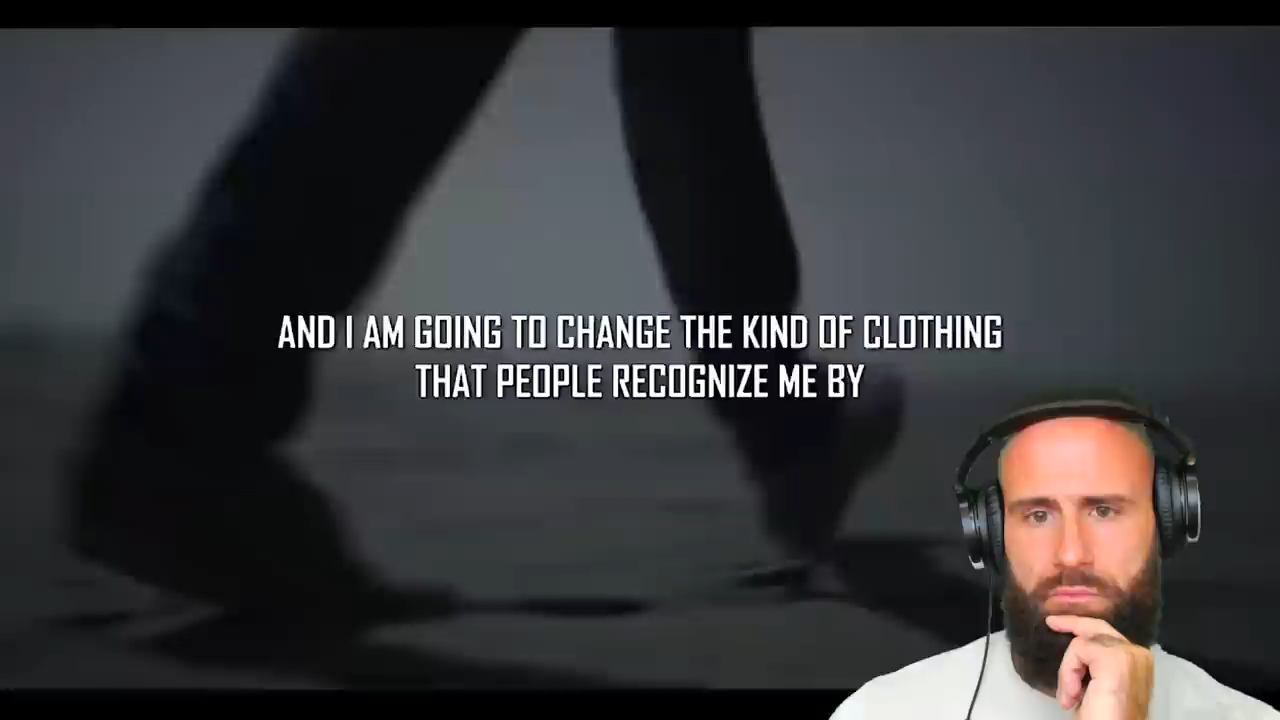 AND I AM GOING TO CHANGE THE KIND OF CLOTHING
THAT PEOPLE RECOGNIZE ME BY